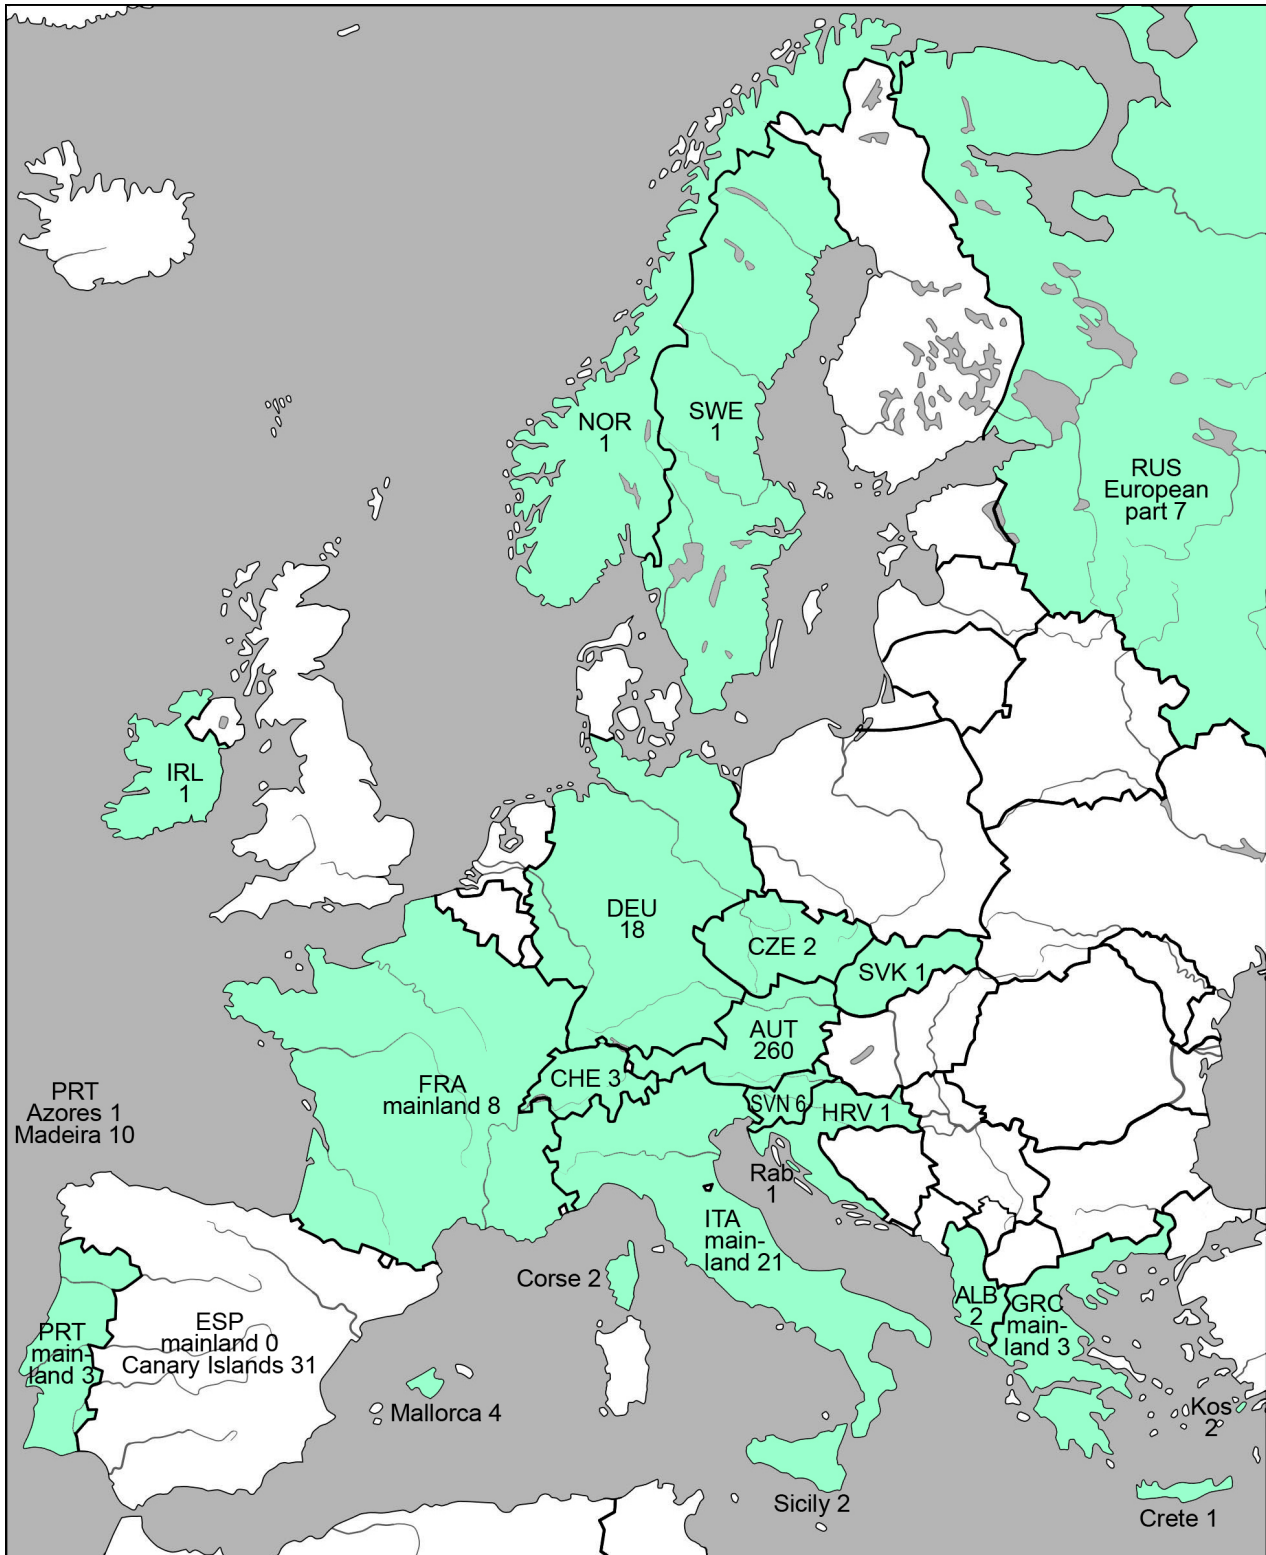 NOR
1
SWE
1
RUS
European
part 7
IRL
1
DEU
18
CZE 2
SVK 1
AUT
260
CHE 3
FRA
mainland 8
SVN 6
HRV 1
PRT
Azores 1
Madeira 10
Rab
1
ITA
main-
land 21
Corse 2
ALB
2
GRC
main-
land 3
ESP
mainland 0
Canary Islands 31
PRT
main-
land 3
Mallorca 4
Kos
2
Sicily 2
Crete 1